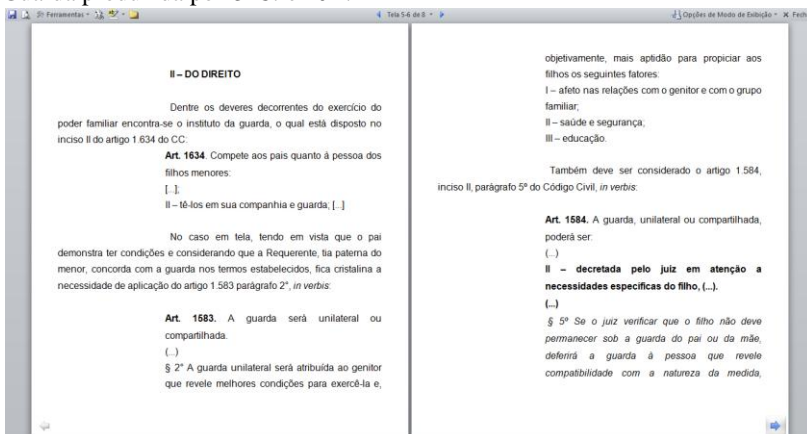 Ferramentas
Tela 5-6 de 8
Opções de Modo de Exibição
Fech
II – DO DIREITO
Dentre os deveres decorrentes do exercício do
poder familiar encontra-se o instituto da guarda, o qual está disposto no
inciso II do artigo 1.634 do CC:
Art. 1634. Compete aos pais quanto à pessoa dos
filhos menores:
[...];
II – tê-los em sua companhia e guarda; [...]
No caso em tela, tendo em vista que o pai
demonstra ter condições e considerando que a Requerente, tia paterna do
menor, concorda com a guarda nos termos estabelecidos, fica cristalina a
necessidade de aplicação do artigo 1.583 parágrafo 2°, in verbis:
Art. 1583. A guarda será unilateral ou
compartilhada.
(...)
§ 2° A guarda unilateral será atribuída ao genitor
que revele melhores condições para exercê-la e,
objetivamente, mais aptidão para propiciar aos
filhos os seguintes fatores:
I – afeto nas relações com o genitor e com o grupo
familiar;
II – saúde e segurança;
III – educação.
Também deve ser considerado o artigo 1.584,
inciso II, parágrafo 5º do Código Civil, in verbis:
Art. 1584. A guarda, unilateral ou compartilhada,
poderá ser:
(...)
II – decretada pelo juiz em atenção a
necessidades específicas do filho, (...).
(...)
§ 5º Se o juiz verificar que o filho não deve
permanecer sob a guarda do pai ou da mãe,
deferirá a guarda à pessoa que revele
compatibilidade com a natureza da medida,